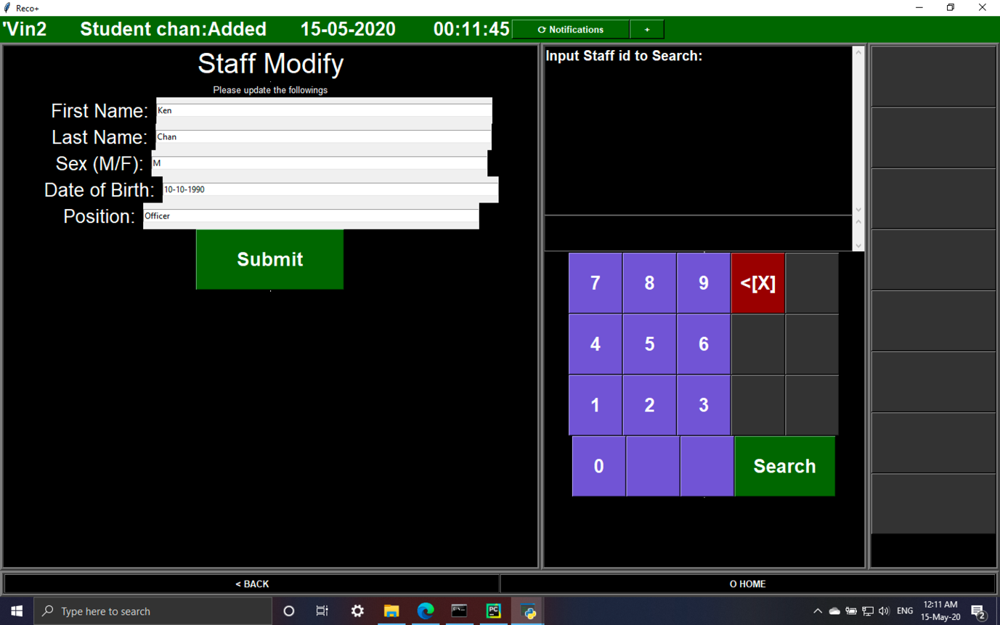 Reco+
'Vin2 Student chan:Added 15-05-2020 00:11:45 Notifications +
Staff Modify
Please update the followings
First Name: Ken
Last Name: Chan
Sex (M/F): M
Date of Birth: 10-10-1990
Position: Officer
Submit
Input Staff id to Search:
7 8 9 <[X]
4 5 6
1 2 3
0 Search
< BACK
O HOME
Type here to search
PC
ENG
12:11 AM
15-May-20
2